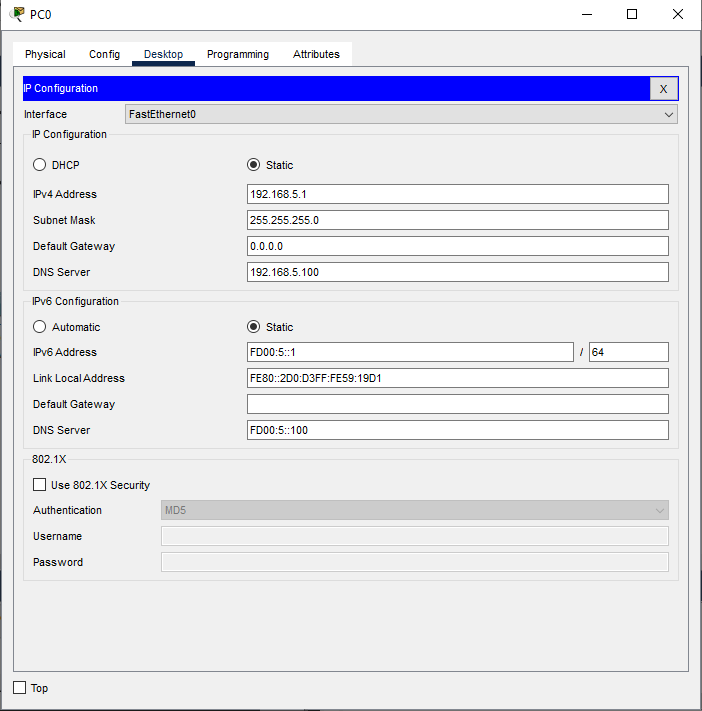 PC0
Physical Config Desktop Programming Attributes
IP Configuration X
Interface FastEthernet0
IP Configuration
DHCP Static
IPv4 Address 192.168.5.1
Subnet Mask 255.255.255.0
Default Gateway 0.0.0.0
DNS Server 192.168.5.100
IPv6 Configuration
Automatic Static
IPv6 Address FD00:5::1 / 64
Link Local Address FE80::2D0:D3FF:FE59:19D1
Default Gateway
DNS Server FD00:5::100
802.1X
Use 802.1X Security
Authentication MD5
Username
Password
Top